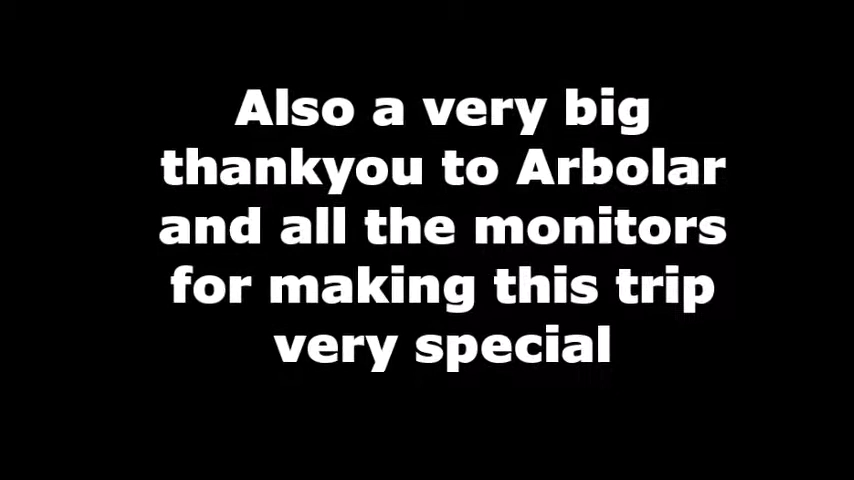 Also a very big
thankyou to Arbolar
and all the monitors
for making this trip
very special